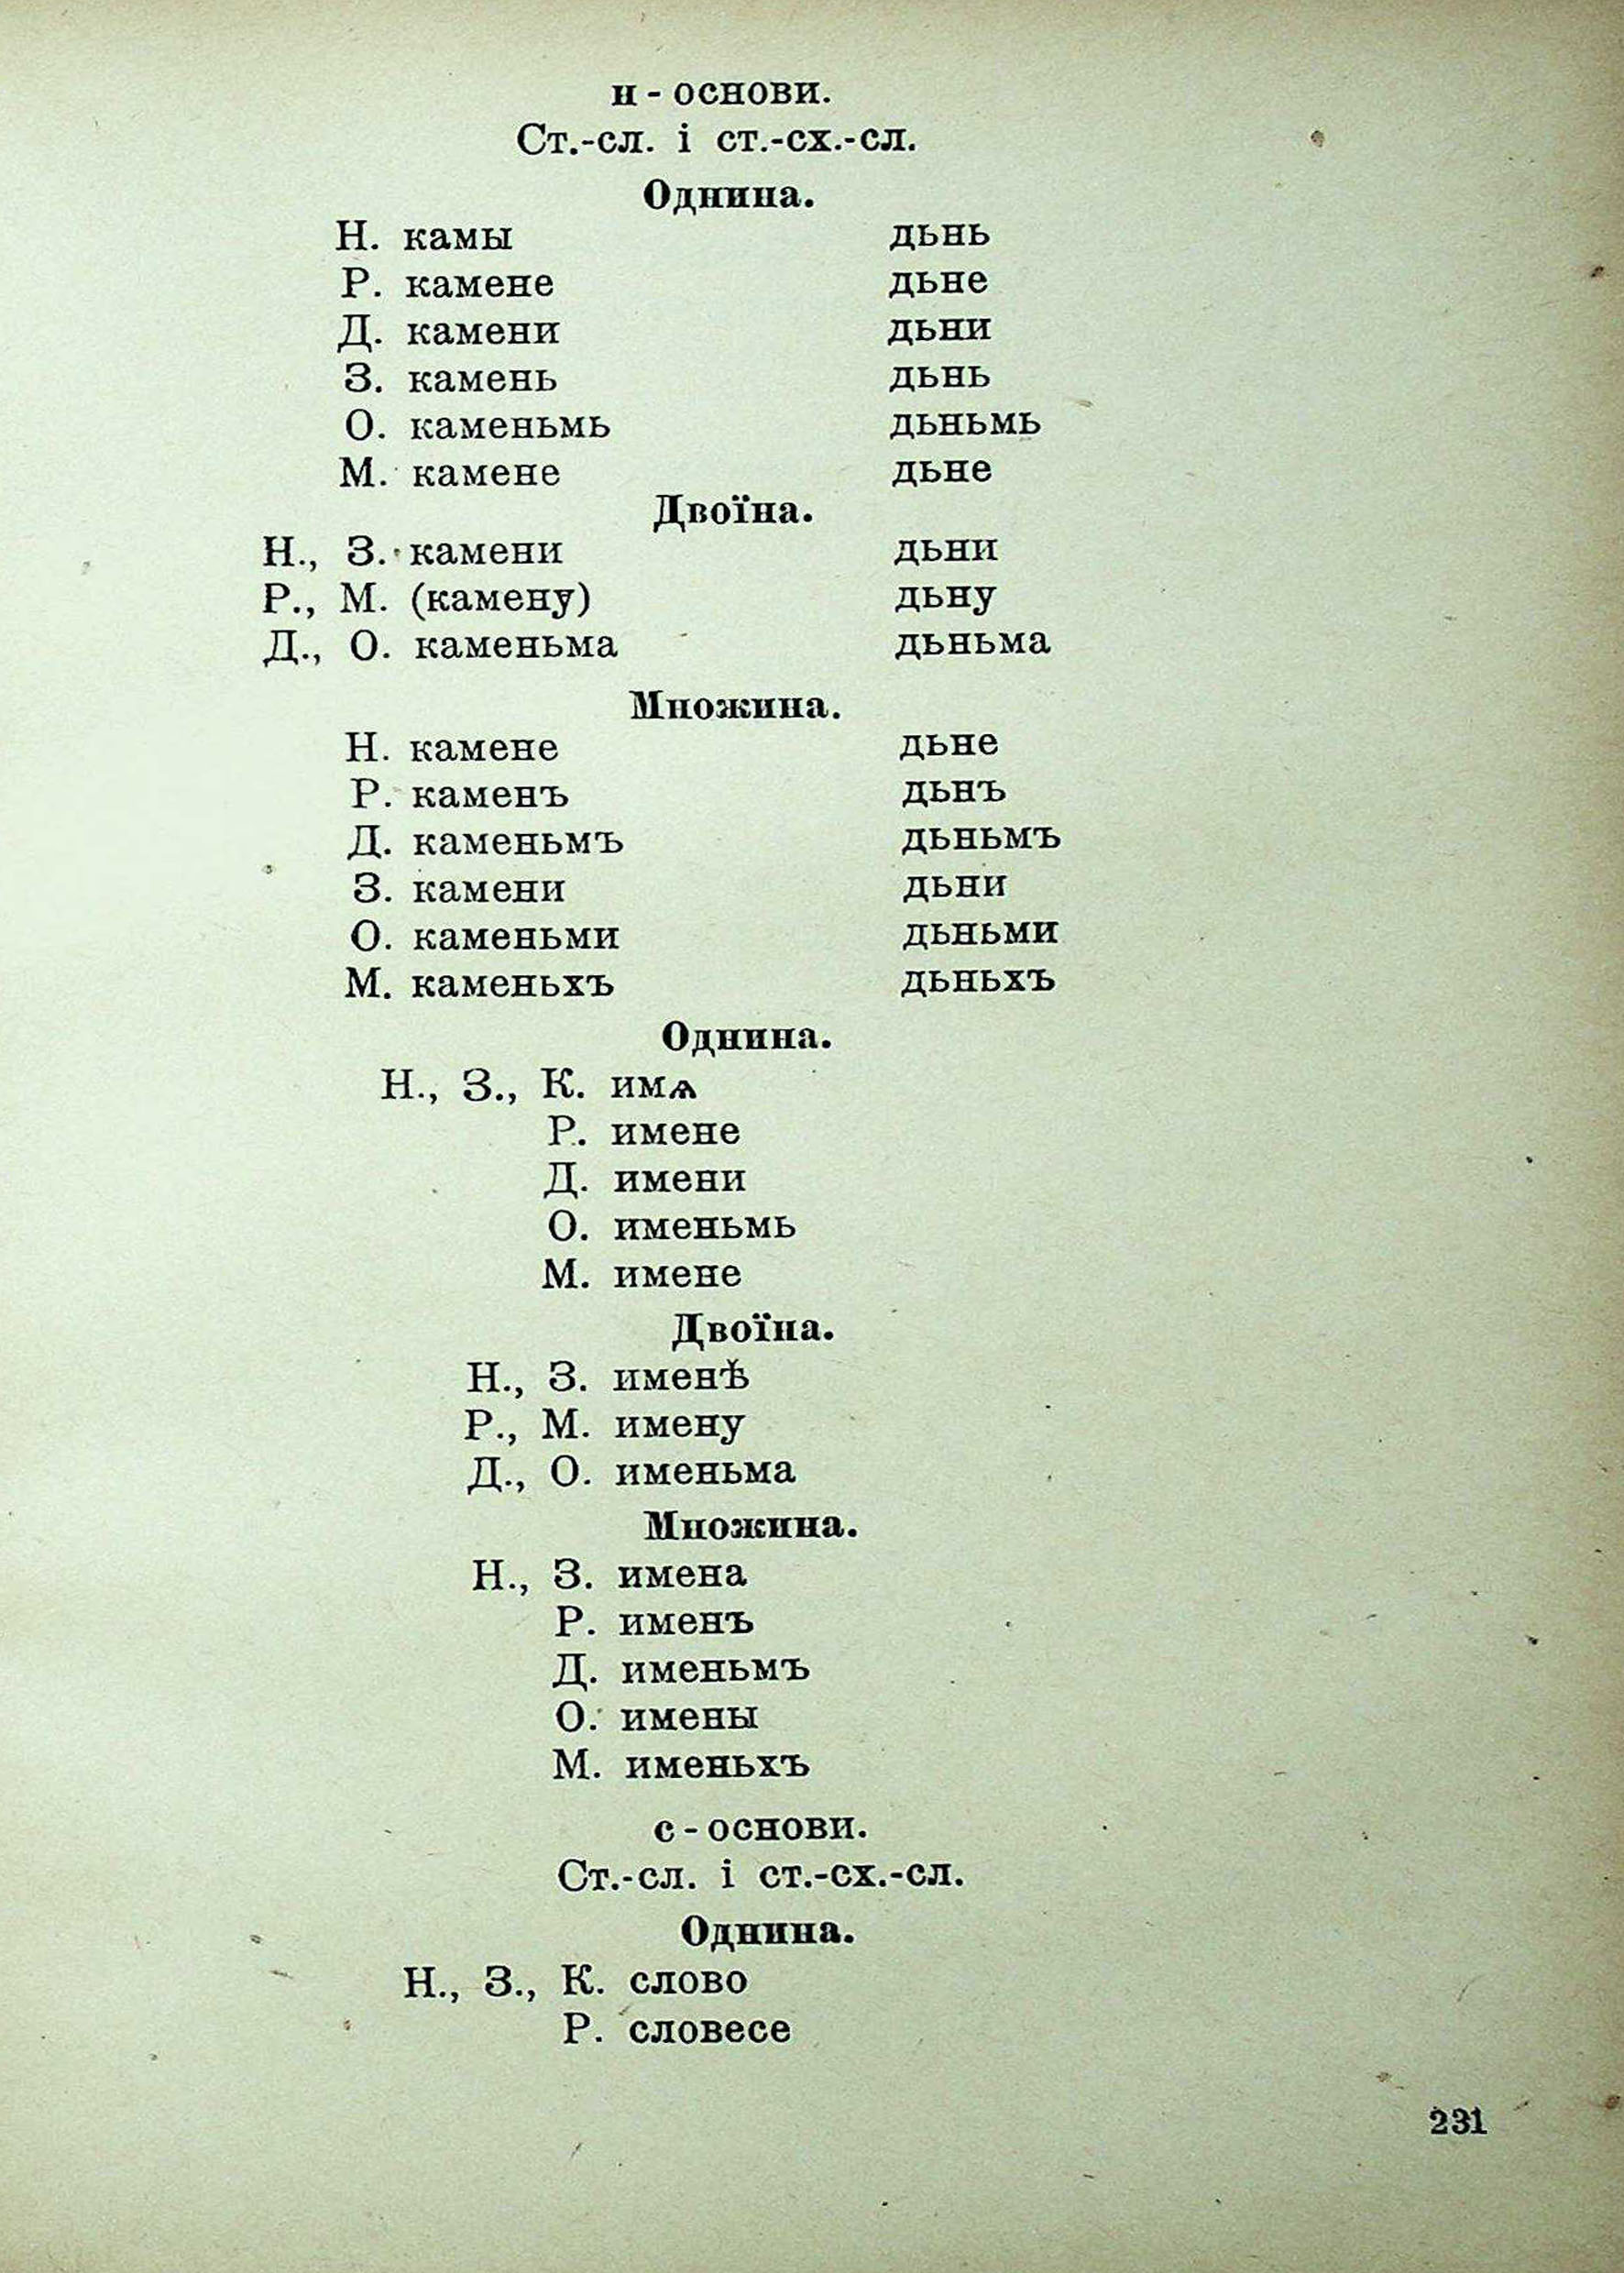 н - основи.
Ст.-сл. і ст.-сх.-сл.
Однина.
Н. камы дьнь
Р. камене дьне
Д. камени дьни
З. камень дьнь
О. каменьмь дьньмь
М. камене дьне
Двоїна.
Н., З. камени дьни
Р., М. (камену) дьну
Д., О. каменьма дьньма
Множина.
Н. камене дьне
Р. каменъ дьнъ
Д. каменьмъ дьньмъ
З. камени дьни
О. каменьми дьньми
М. каменьхъ дьньхъ
Однина.
Н., З., К. имѧ
Р. имене
Д. имени
О. именьмь
М. имене
Двоїна.
Н., З. именѣ
Р., М. имену
Д., О. именьма
Множина.
Н., З. имена
Р. именъ
Д. именьмъ
О. имены
М. именьхъ
с - основи.
Ст.-сл. і ст.-сх.-сл.
Однина.
Н., З., К. слово
Р. словесе
231